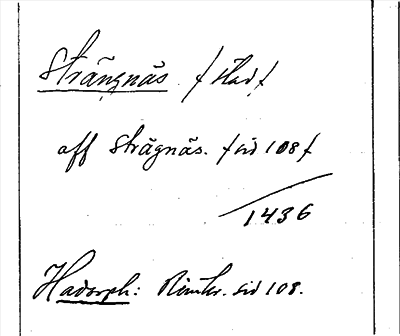 Strängnäs /stad/
aff Strägnäs. /sid 108/
1436
Hadorph: Rimkr. sid 108.